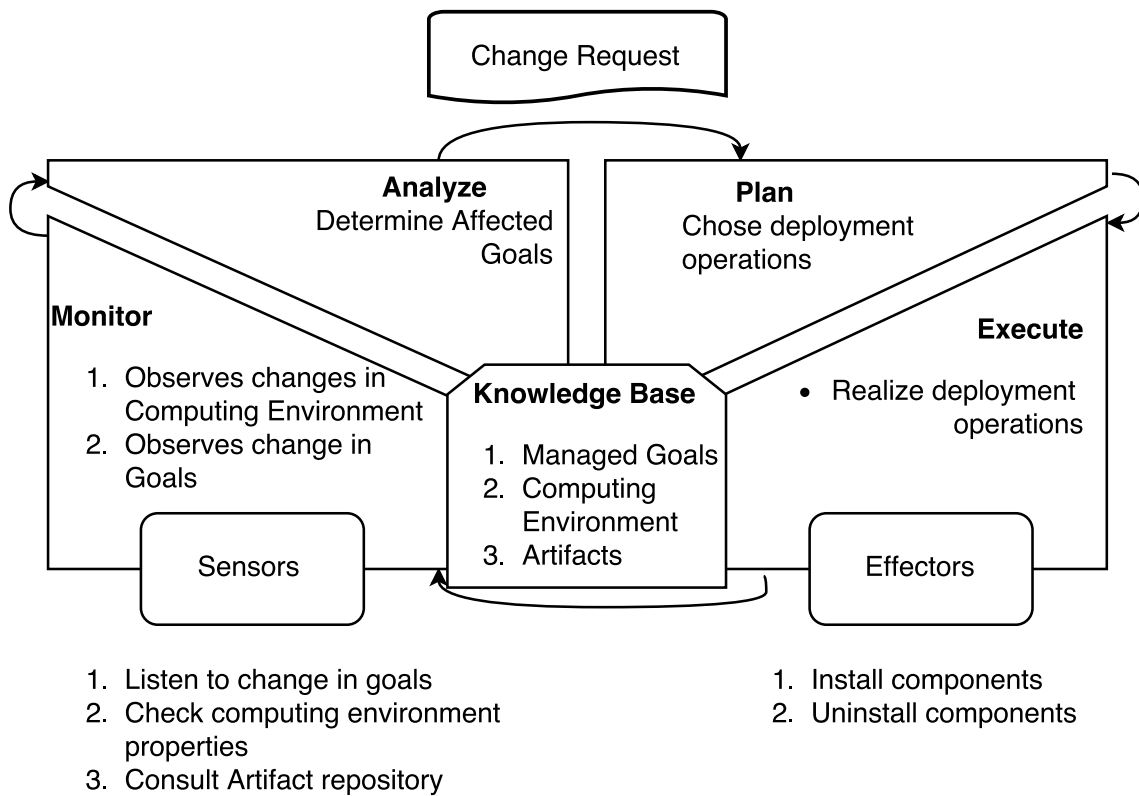 Change Request
Analyze
Determine Affected
Goals
Plan
Chose deployment
operations
Monitor
1. Observes changes in
Computing Environment
2. Observes change in
Goals
Execute
• Realize deployment
operations
Knowledge Base
1. Managed Goals
2. Computing
Environment
3. Artifacts
Sensors
Effectors
1. Listen to change in goals
2. Check computing environment
properties
3. Consult Artifact repository
1. Install components
2. Uninstall components